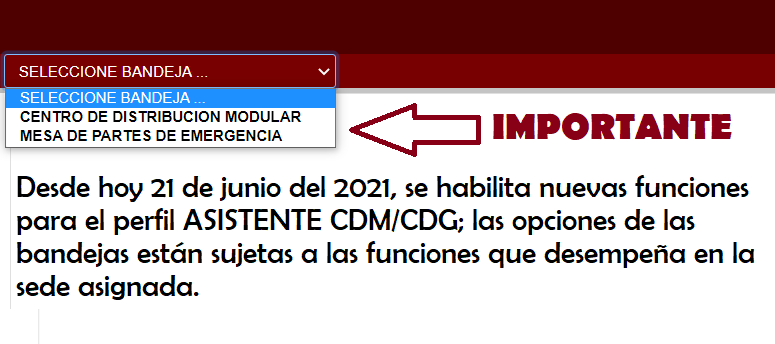 SELECCIONE BANDEJA ...
SELECCIONE BANDEJA ...
CENTRO DE DISTRIBUCION MODULAR
MESA DE PARTES DE EMERGENCIA
IMPORTANTE
Desde hoy 21 de junio del 2021, se habilita nuevas funciones
para el perfil ASISTENTE CDM/CDG; las opciones de las
bandejas están sujetas a las funciones que desempeña en la
sede asignada.